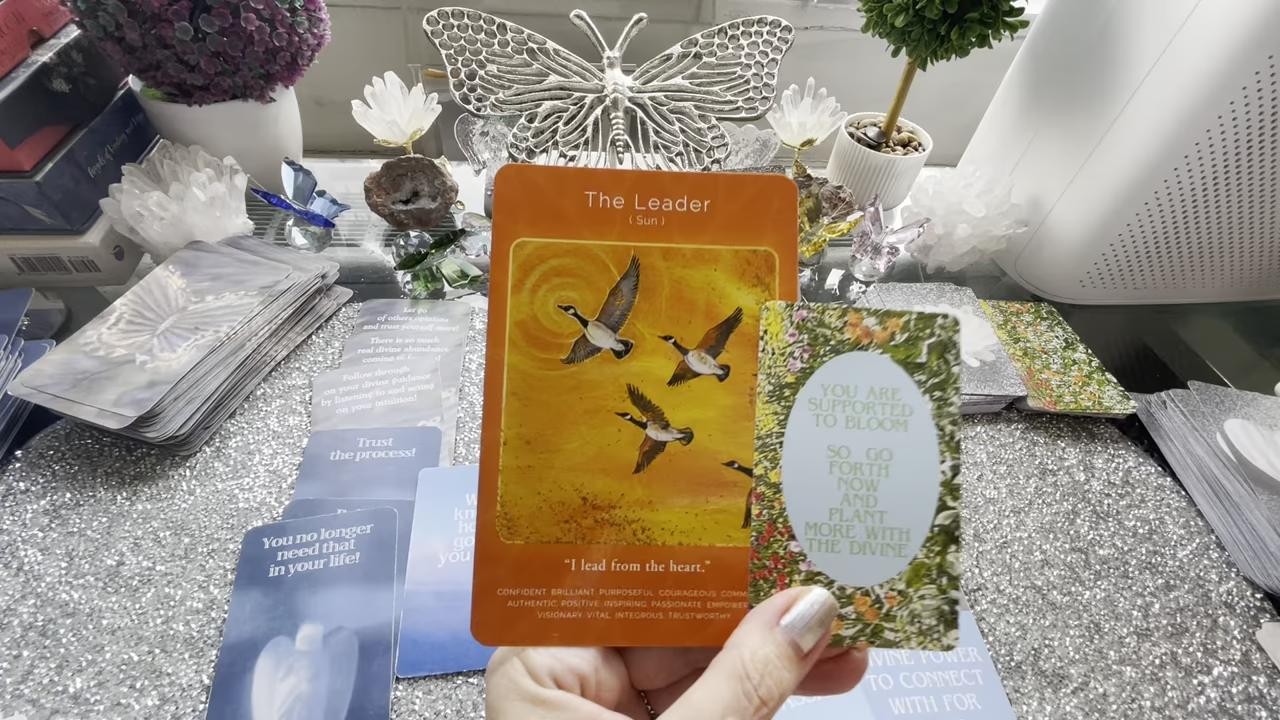 The Leader
( Sun )
"I lead from the heart."
CONFIDENT BRILLIANT PURPOSEFUL COURAGEOUS
AUTHENTIC POSITIVE INSPIRING PASSIONATE
VISIONARY VITAL INTEGROUS TRUSTWORTHY
YOU ARE
SUPPORTED
TO BLOOM
SO GO
FORTH
NOW
AND
PLANT
MORE WITH
THE DIVINE
Let go
of others opinions
and trust yourself more!
There is so much
real divine abundance
coming
Follow through
on your divine guidance
by listening to and acting
on your intuition!
Trust
the process!
You no longer
need that
in your life!
you
POWER
TO CONNECT
WITH FOR